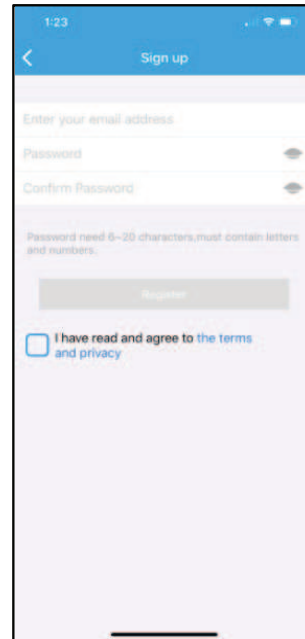 1:23
Sign up
Enter your email address
Password
Confirm Password
Password need 6~20 characters,must contain letters
and numbers.
Register
I have read and agree to the terms
and privacy